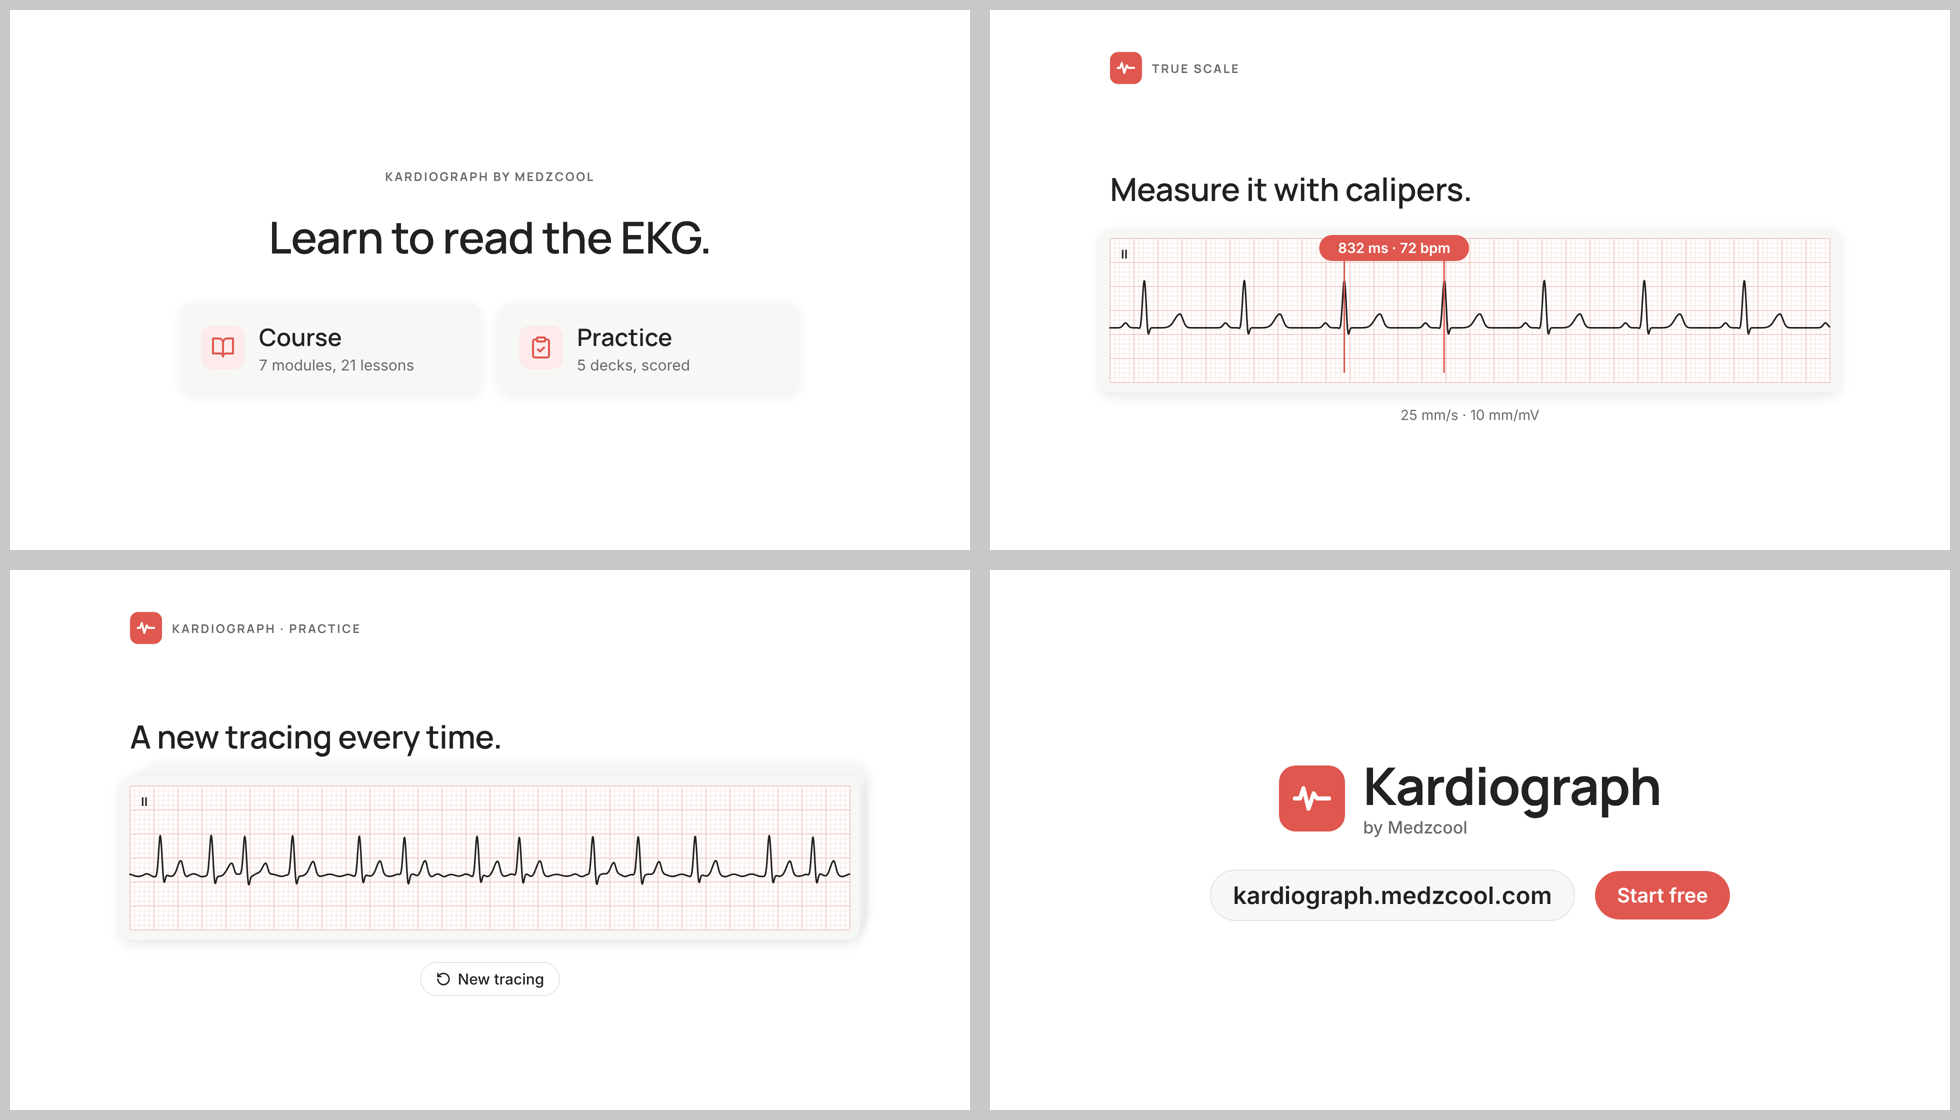 KARDIOGRAPH BY MEDZCOOL
Learn to read the EKG.
Course
7 modules, 21 lessons
Practice
5 decks, scored
TRUE SCALE
Measure it with calipers.
832 ms · 72 bpm
II
25 mm/s · 10 mm/mV
KARDIOGRAPH · PRACTICE
A new tracing every time.
II
New tracing
Kardiograph
by Medzcool
kardiograph.medzcool.com
Start free